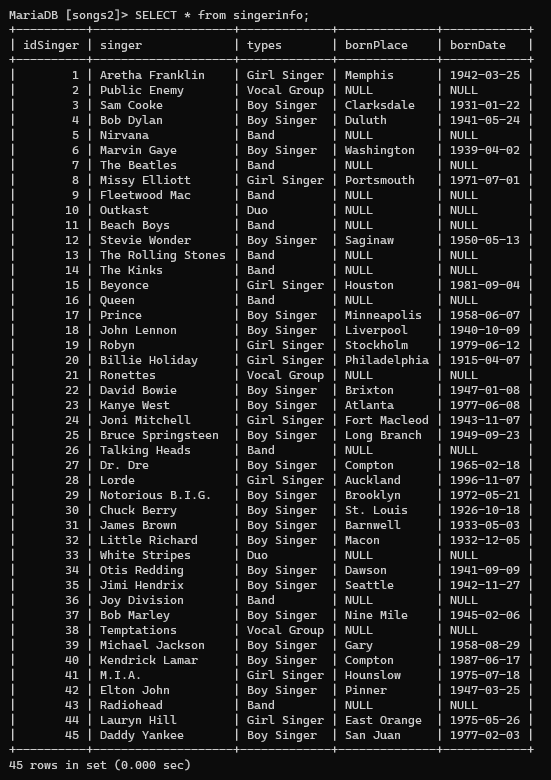 MariaDB [songs2]> SELECT * from singerinfo;
+----------+--------------------+--------------+--------------+------------+
| idSinger | singer             | types        | bornPlace    | bornDate   |
+----------+--------------------+--------------+--------------+------------+
|        1 | Aretha Franklin    | Girl Singer | Memphis      | 1942-03-25 |
|        2 | Public Enemy       | Vocal Group | NULL         | NULL       |
|        3 | Sam Cooke          | Boy Singer  | Clarksdale   | 1931-01-22 |
|        4 | Bob Dylan          | Boy Singer  | Duluth       | 1941-05-24 |
|        5 | Nirvana            | Band        | NULL         | NULL       |
|        6 | Marvin Gaye        | Boy Singer  | Washington   | 1939-04-02 |
|        7 | The Beatles        | Band        | NULL         | NULL       |
|        8 | Missy Elliott      | Girl Singer | Portsmouth   | 1971-07-01 |
|        9 | Fleetwood Mac      | Band        | NULL         | NULL       |
|       10 | Outkast            | Duo         | NULL         | NULL       |
|       11 | Beach Boys         | Band        | NULL         | NULL       |
|       12 | Stevie Wonder      | Boy Singer  | Saginaw      | 1950-05-13 |
|       13 | The Rolling Stones | Band        | NULL         | NULL       |
|       14 | The Kinks          | Band        | NULL         | NULL       |
|       15 | Beyonce            | Girl Singer | Houston      | 1981-09-04 |
|       16 | Queen              | Band        | NULL         | NULL       |
|       17 | Prince             | Boy Singer  | Minneapolis  | 1958-06-07 |
|       18 | John Lennon        | Boy Singer  | Liverpool    | 1940-10-09 |
|       19 | Robyn              | Girl Singer | Stockholm    | 1979-06-12 |
|       20 | Billie Holiday     | Girl Singer | Philadelphia | 1915-04-07 |
|       21 | Ronettes           | Vocal Group | NULL         | NULL       |
|       22 | David Bowie        | Boy Singer  | Brixton      | 1947-01-08 |
|       23 | Kanye West         | Boy Singer  | Atlanta      | 1977-06-08 |
|       24 | Joni Mitchell      | Girl Singer | Fort Macleod | 1943-11-07 |
|       25 | Bruce Springsteen  | Boy Singer  | Long Branch  | 1949-09-23 |
|       26 | Talking Heads      | Band        | NULL         | NULL       |
|       27 | Dr. Dre            | Boy Singer  | Compton      | 1965-02-18 |
|       28 | Lorde              | Girl Singer | Auckland     | 1996-11-07 |
|       29 | Notorious B.I.G.   | Boy Singer  | Brooklyn     | 1972-05-21 |
|       30 | Chuck Berry        | Boy Singer  | St. Louis    | 1926-10-18 |
|       31 | James Brown        | Boy Singer  | Barnwell     | 1933-05-03 |
|       32 | Little Richard     | Boy Singer  | Macon        | 1932-12-05 |
|       33 | White Stripes      | Duo         | NULL         | NULL       |
|       34 | Otis Redding       | Boy Singer  | Dawson       | 1941-09-09 |
|       35 | Jimi Hendrix       | Boy Singer  | Seattle      | 1942-11-27 |
|       36 | Joy Division       | Band        | NULL         | NULL       |
|       37 | Bob Marley         | Boy Singer  | Nine Mile    | 1945-02-06 |
|       38 | Temptations        | Vocal Group | NULL         | NULL       |
|       39 | Michael Jackson    | Boy Singer  | Gary         | 1958-08-29 |
|       40 | Kendrick Lamar     | Boy Singer  | Compton      | 1987-06-17 |
|       41 | M.I.A.             | Girl Singer | Hounslow     | 1975-07-18 |
|       42 | Elton John         | Boy Singer  | Pinner       | 1947-03-25 |
|       43 | Radiohead          | Band        | NULL         | NULL       |
|       44 | Lauryn Hill        | Girl Singer | East Orange  | 1975-05-26 |
|       45 | Daddy Yankee       | Boy Singer  | San Juan     | 1977-02-03 |
+----------+--------------------+--------------+--------------+------------+
45 rows in set (0.000 sec)